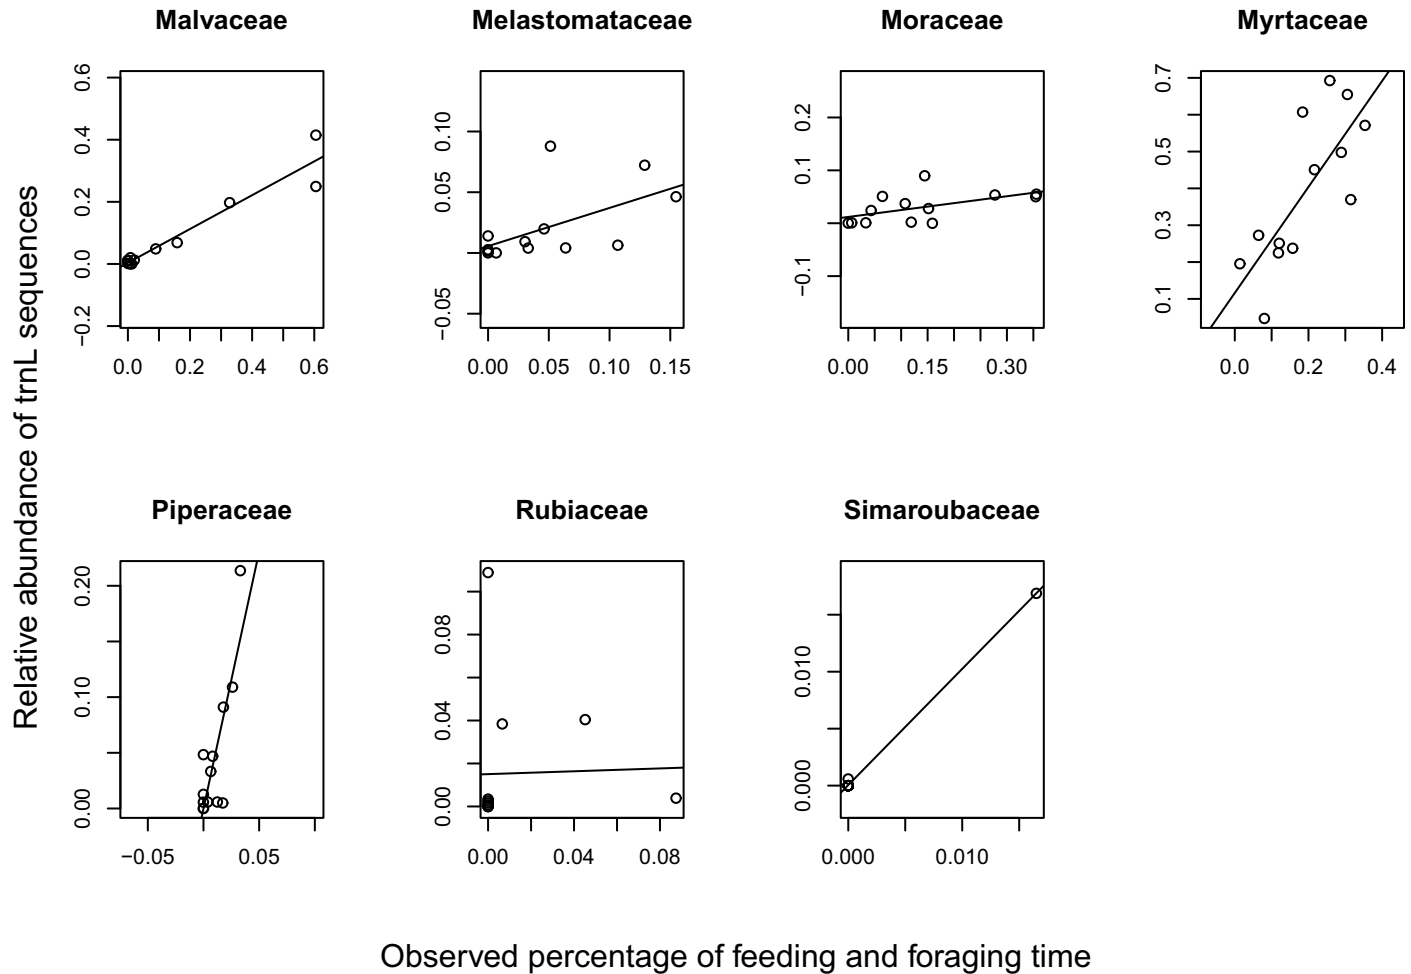 Malvaceae Melastomataceae Moraceae Myrtaceae
Relative abundance of trnL sequences
−0.2 0.0 0.2 0.4 0.6
0.0 0.2 0.4 0.6
−0.05 0.05 0.10
0.00 0.05 0.10 0.15
−0.1 0.1 0.2
0.00 0.15 0.30
0.1 0.3 0.5 0.7
0.0 0.2 0.4
Piperaceae Rubiaceae Simaroubaceae
0.00 0.10 0.20
−0.05 0.05
0.00 0.04 0.08
0.00 0.04 0.08
0.000 0.010
0.000 0.010
Observed percentage of feeding and foraging time